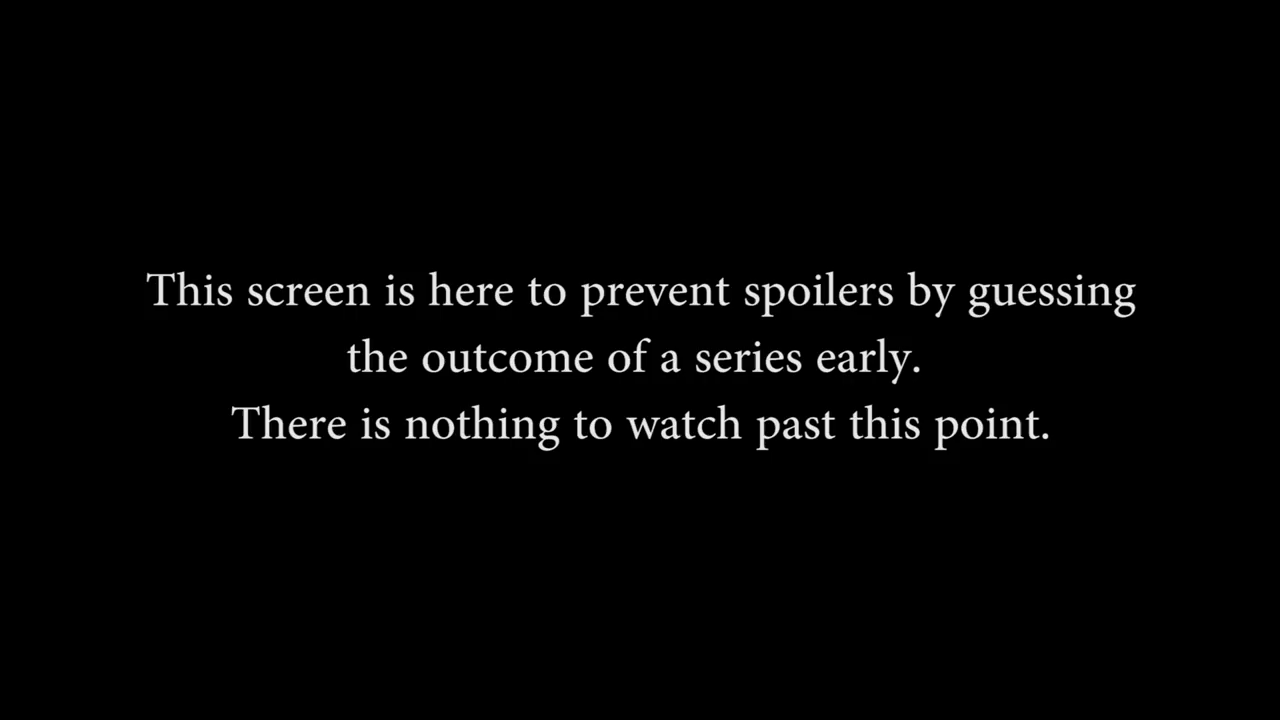 This screen is here to prevent spoilers by guessing
the outcome of a series early.
There is nothing to watch past this point.